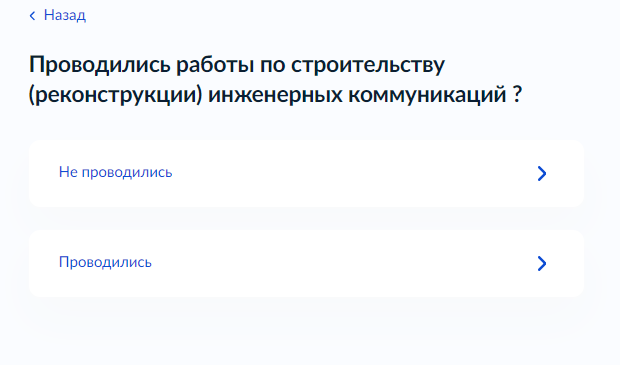 Назад
Проводились работы по строительству
(реконструкции) инженерных коммуникаций ?
Не проводились
Проводились